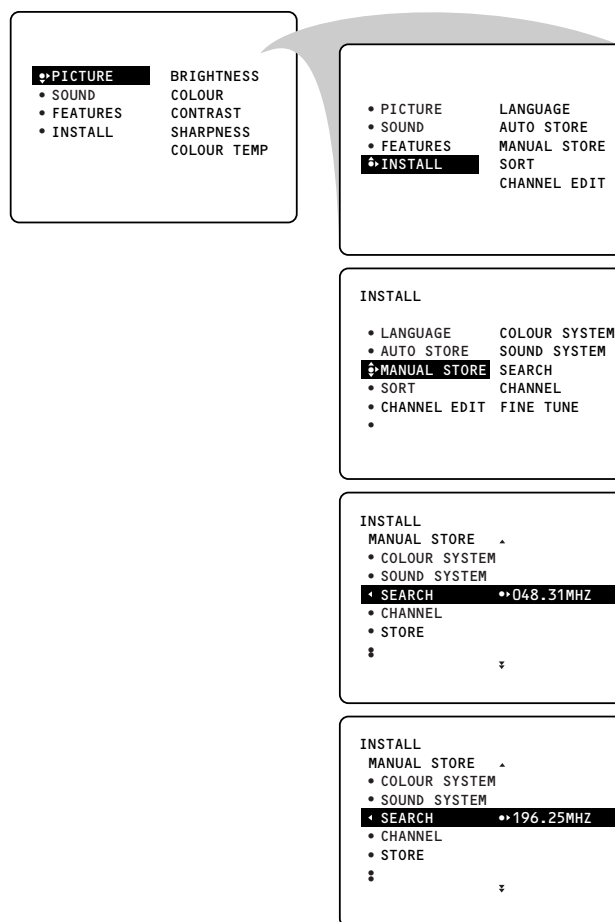 PICTURE BRIGHTNESS
• SOUND COLOUR
• FEATURES CONTRAST
• INSTALL SHARPNESS
COLOUR TEMP
• PICTURE LANGUAGE
• SOUND AUTO STORE
• FEATURES MANUAL STORE
INSTALL SORT
CHANNEL EDIT
INSTALL
• LANGUAGE COLOUR SYSTEM
• AUTO STORE SOUND SYSTEM
MANUAL STORE SEARCH
• SORT CHANNEL
• CHANNEL EDIT FINE TUNE
•
INSTALL
MANUAL STORE
• COLOUR SYSTEM
• SOUND SYSTEM
SEARCH 048.31MHZ
• CHANNEL
• STORE
INSTALL
MANUAL STORE
• COLOUR SYSTEM
• SOUND SYSTEM
SEARCH 196.25MHZ
• CHANNEL
• STORE